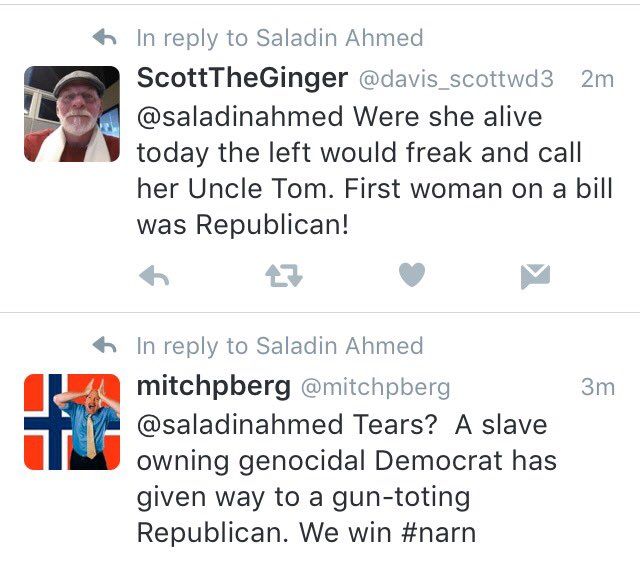 In reply to Saladin Ahmed
ScottTheGinger @davis_scottwd3 2m
@saladinahmed Were she alive
today the left would freak and call
her Uncle Tom. First woman on a bill
was Republican!
In reply to Saladin Ahmed
mitchpberg @mitchpberg 3m
@saladinahmed Tears? A slave
owning genocidal Democrat has
given way to a gun-toting
Republican. We win #narn